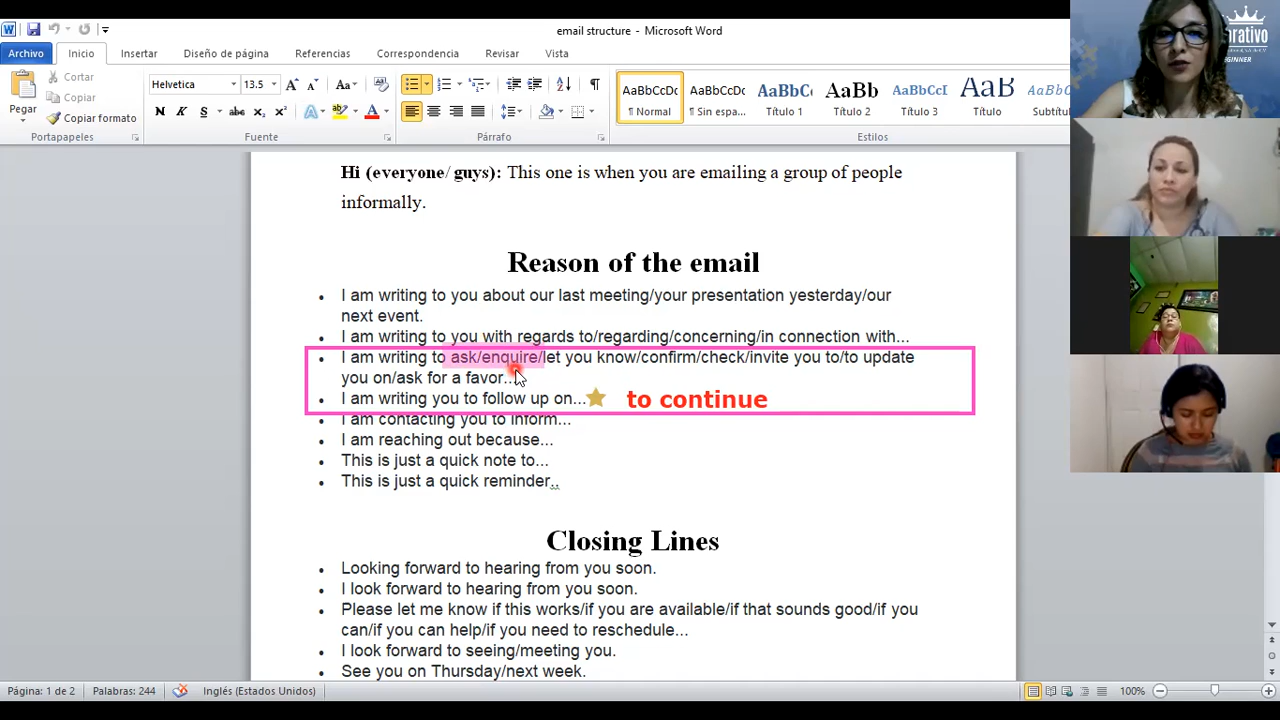 email structure - Microsoft Word
Archivo Inicio Insertar Diseño de página Referencias Correspondencia Revisar Vista
Pegar
Cortar
Copiar
Copiar formato
Portapapeles
Helvetica 13.5
Fuente
Párrafo
AaBbCcDc AaBbCcDc AaBbC AaBb AaBbCcI AaB
¶ Normal ¶ Sin espa... Título 1 Título 2 Título 3 Título Subtítu
Estilos
rativo
GINNER
Hi (everyone/ guys): This one is when you are emailing a group of people
informally.
Reason of the email
• I am writing to you about our last meeting/your presentation yesterday/our
next event.
• I am writing to you with regards to/regarding/concerning/in connection with...
• I am writing to ask/enquire/let you know/confirm/check/invite you to/to update
you on/ask for a favor...
• I am writing you to follow up on... to continue
• I am contacting you to inform...
• I am reaching out because...
• This is just a quick note to...
• This is just a quick reminder..
Closing Lines
• Looking forward to hearing from you soon.
• I look forward to hearing from you soon.
• Please let me know if this works/if you are available/if that sounds good/if you
can/if you can help/if you need to reschedule...
• I look forward to seeing/meeting you.
• See you on Thursday/next week.
Página: 1 de 2 Palabras: 244 Inglés (Estados Unidos) 100%